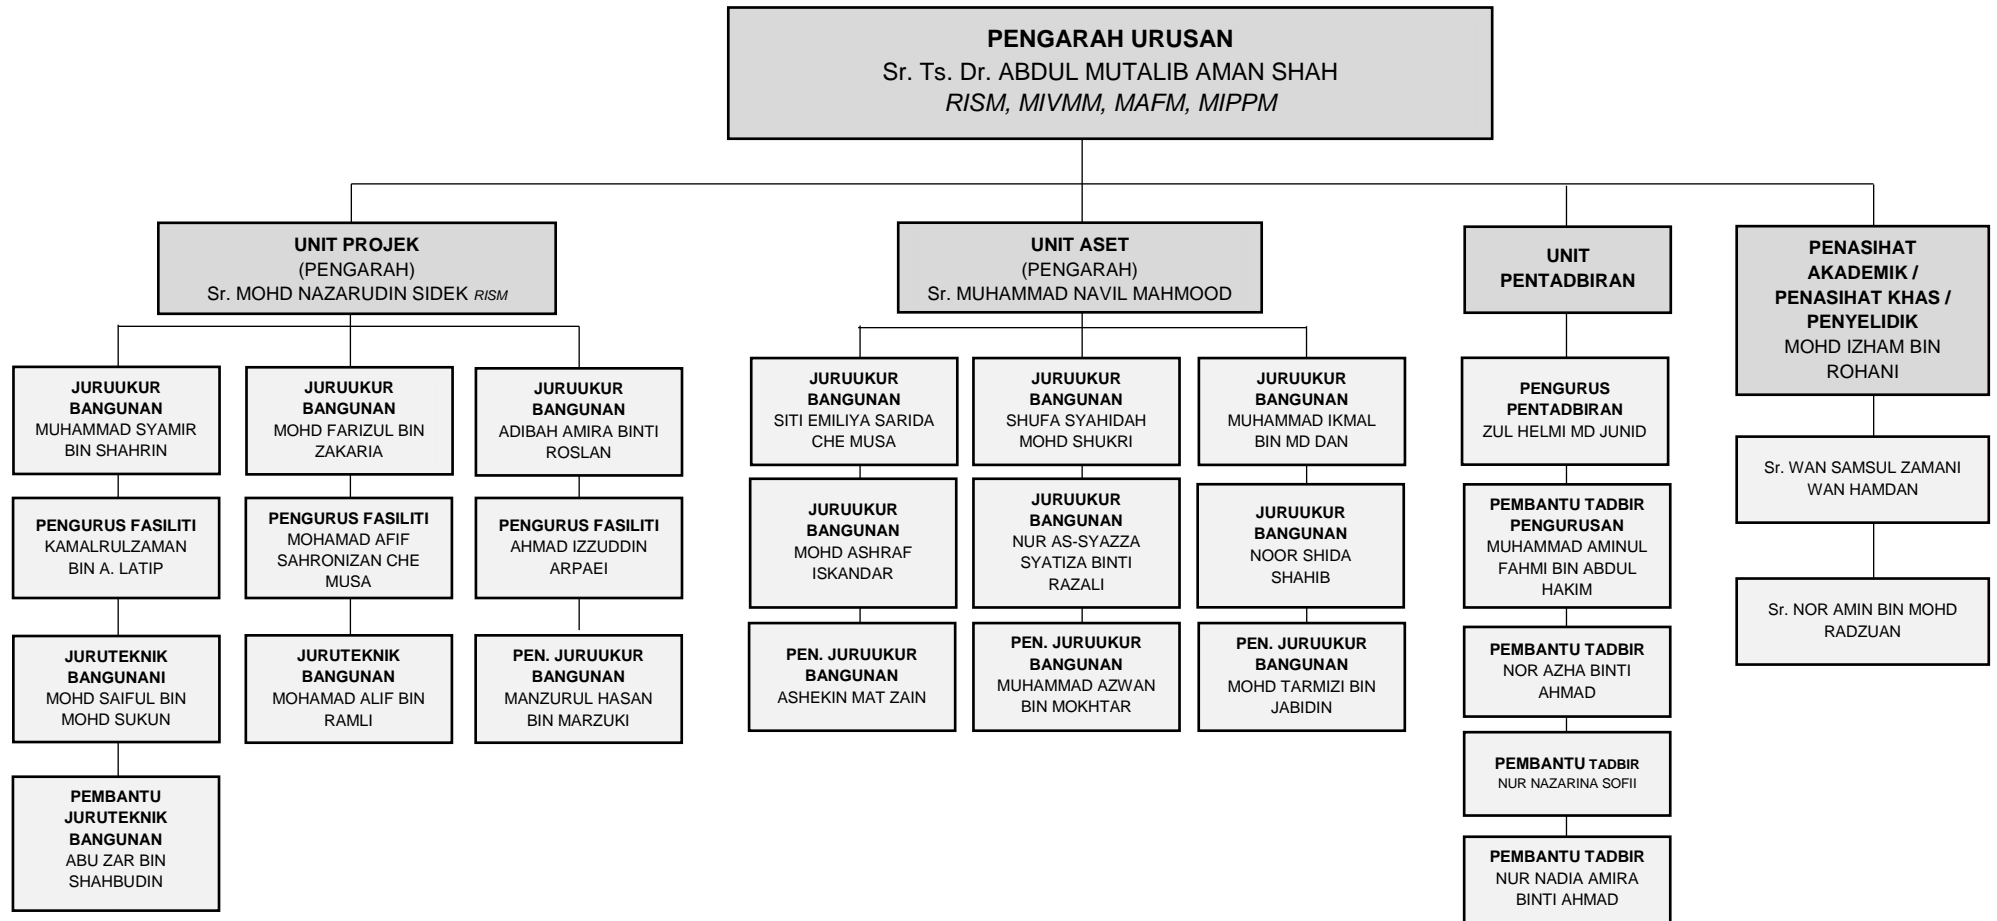 PENGARAH URUSAN
Sr. Ts. Dr. ABDUL MUTALIB AMAN SHAH
RISM, MIVMM, MAFM, MIPPM
UNIT PROJEK
(PENGARAH)
Sr. MOHD NAZARUDIN SIDEK RISM
JURUUKUR
BANGUNAN
MUHAMMAD SYAMIR
BIN SHAHRIN
PENGURUS FASILITI
KAMALRULZAMAN
BIN A. LATIP
JURUTEKNIK
BANGUNANI
MOHD SAIFUL BIN
MOHD SUKUN
PEMBANTU
JURUTEKNIK
BANGUNAN
ABU ZAR BIN
SHAHBUDIN
JURUUKUR
BANGUNAN
MOHD FARIZUL BIN
ZAKARIA
PENGURUS FASILITI
MOHAMAD AFIF
SAHRONIZAN CHE
MUSA
JURUTEKNIK
BANGUNAN
MOHAMAD ALIF BIN
RAMLI
JURUUKUR
BANGUNAN
ADIBAH AMIRA BINTI
ROSLAN
PENGURUS FASILITI
AHMAD IZZUDDIN
ARPAEI
PEN. JURUUKUR
BANGUNAN
MANZURUL HASAN
BIN MARZUKI
UNIT ASET
(PENGARAH)
Sr. MUHAMMAD NAVIL MAHMOOD
JURUUKUR
BANGUNAN
SITI EMILIYA SARIDA
CHE MUSA
JURUUKUR
BANGUNAN
MOHD ASHRAF
ISKANDAR
PEN. JURUUKUR
BANGUNAN
ASHEKIN MAT ZAIN
JURUUKUR
BANGUNAN
SHUFA SYAHIDAH
MOHD SHUKRI
JURUUKUR
BANGUNAN
NUR AS-SYAZZA
SYATIZA BINTI
RAZALI
PEN. JURUUKUR
BANGUNAN
MUHAMMAD AZWAN
BIN MOKHTAR
JURUUKUR
BANGUNAN
MUHAMMAD IKMAL
BIN MD DAN
JURUUKUR
BANGUNAN
NOOR SHIDA
SHAHIB
PEN. JURUUKUR
BANGUNAN
MOHD TARMIZI BIN
JABIDIN
UNIT
PENTADBIRAN
PENGURUS
PENTADBIRAN
ZUL HELMI MD JUNID
PEMBANTU TADBIR
PENGURUSAN
MUHAMMAD AMINUL
FAHMI BIN ABDUL
HAKIM
PEMBANTU TADBIR
NOR AZHA BINTI
AHMAD
PEMBANTU TADBIR
NUR NAZARINA SOFII
PEMBANTU TADBIR
NUR NADIA AMIRA
BINTI AHMAD
PENASIHAT
AKADEMIK /
PENASIHAT KHAS /
PENYELIDIK
MOHD IZHAM BIN
ROHANI
Sr. WAN SAMSUL ZAMANI
WAN HAMDAN
Sr. NOR AMIN BIN MOHD
RADZUAN